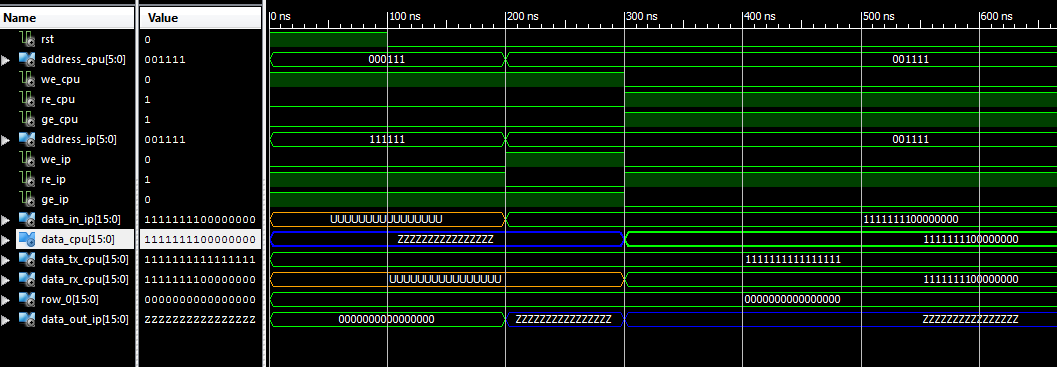 Name Value 0 ns 100 ns 200 ns 300 ns 400 ns 500 ns 600 ns
rst 0
address_cpu[5:0] 001111 000111 001111
we_cpu 0
re_cpu 1
ge_cpu 1
address_ip[5:0] 001111 111111 001111
we_ip 0
re_ip 1
ge_ip 0
data_in_ip[15:0] 1111111100000000 UUUUUUUUUUUUUUUU 1111111100000000
data_cpu[15:0] 1111111100000000 ZZZZZZZZZZZZZZZZ 1111111100000000
data_tx_cpu[15:0] 1111111111111111 1111111111111111
data_rx_cpu[15:0] 1111111100000000 UUUUUUUUUUUUUUUU 1111111100000000
row_0[15:0] 0000000000000000 0000000000000000
data_out_ip[15:0] ZZZZZZZZZZZZZZZZ 0000000000000000 ZZZZZZZZZZZZZZZZ ZZZZZZZZZZZZZZZZ